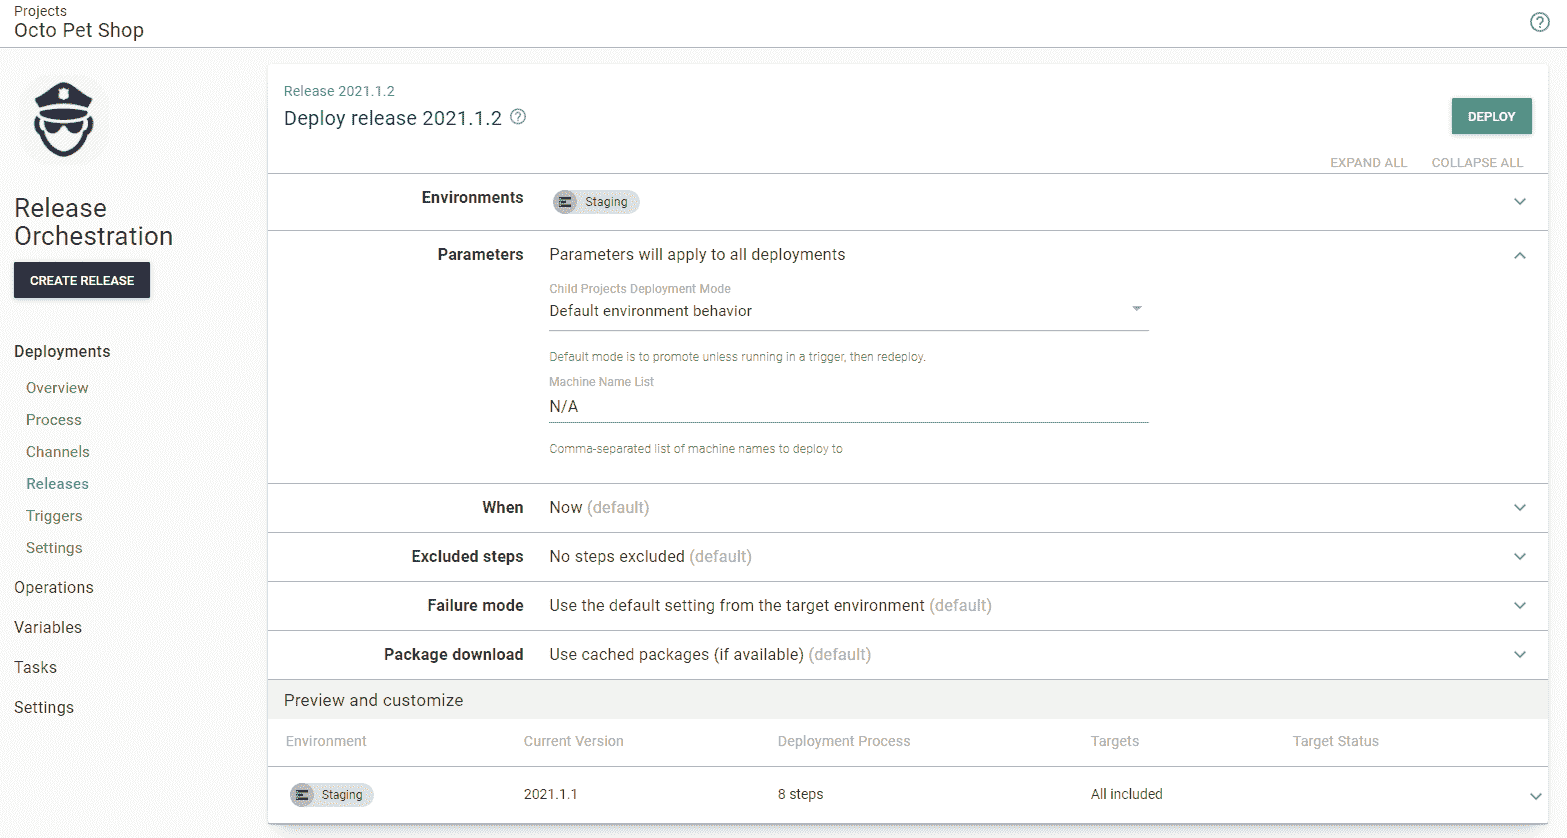 Projects
Octo Pet Shop
Release
Orchestration
CREATE RELEASE
Deployments
Overview
Process
Channels
Releases
Triggers
Settings
Operations
Variables
Tasks
Settings
Release 2021.1.2
Deploy release 2021.1.2
DEPLOY
EXPAND ALL COLLAPSE ALL
Environments Staging
Parameters Parameters will apply to all deployments
Child Projects Deployment Mode
Default environment behavior
Default mode is to promote unless running in a trigger, then redeploy.
Machine Name List
N/A
Comma-separated list of machine names to deploy to
When Now (default)
Excluded steps No steps excluded (default)
Failure mode Use the default setting from the target environment (default)
Package download Use cached packages (if available) (default)
Preview and customize
Environment Current Version Deployment Process Targets Target Status
Staging 2021.1.1 8 steps All included